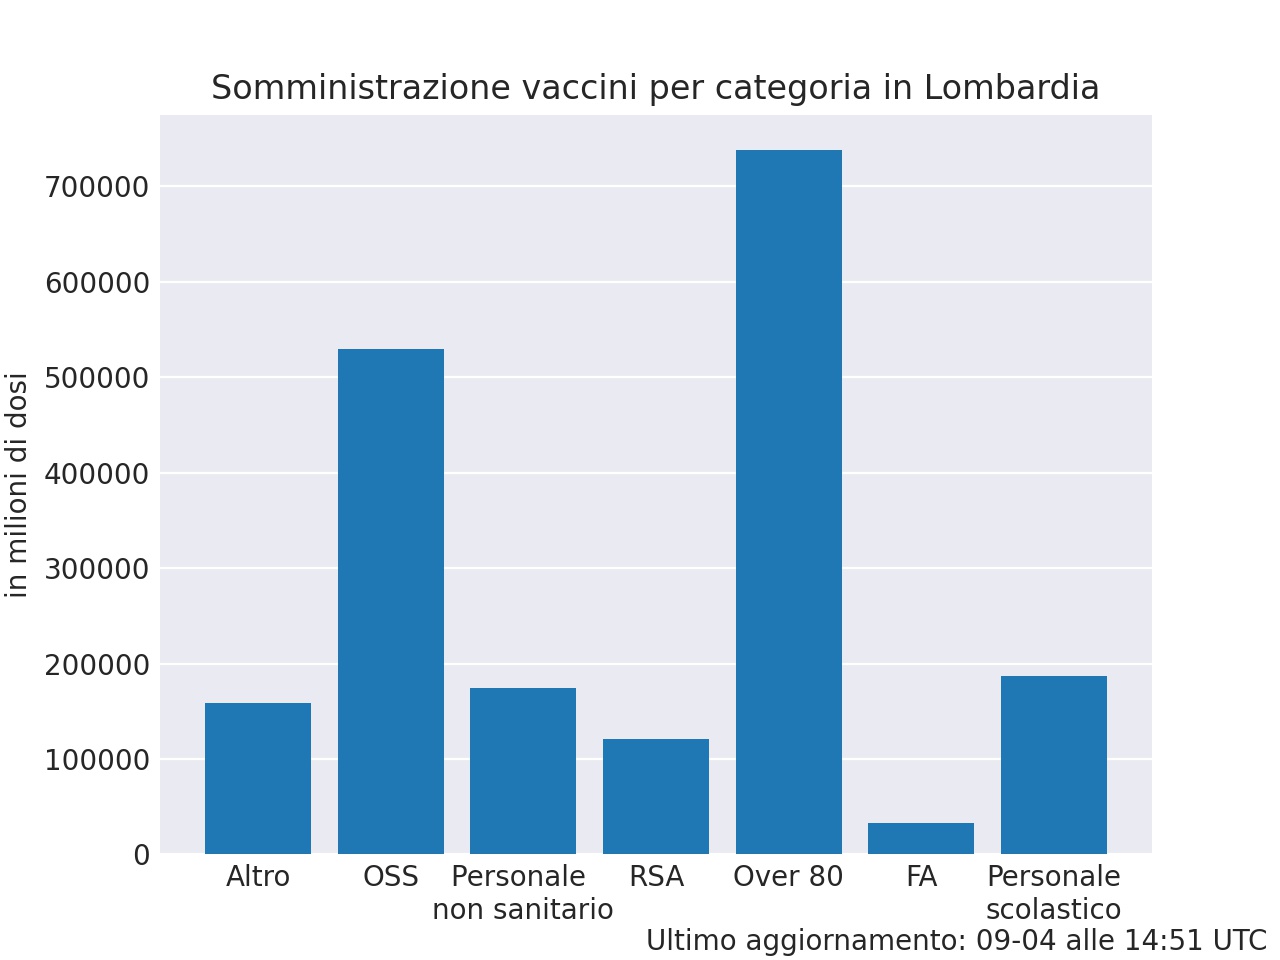 Somministrazione vaccini per categoria in Lombardia
in milioni di dosi
700000
600000
500000
400000
300000
200000
100000
0
Altro OSS Personale non sanitario RSA Over 80 FA Personale scolastico
Ultimo aggiornamento: 09-04 alle 14:51 UTC